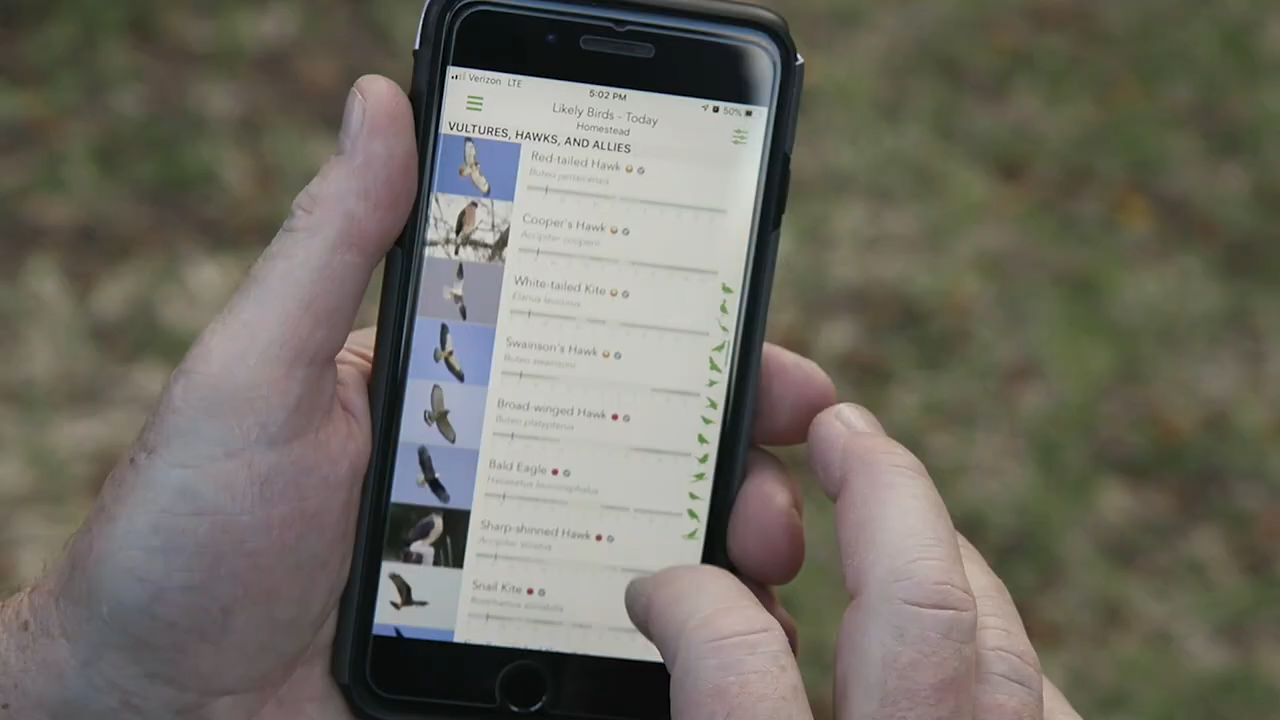 Verizon LTE
5:02 PM
50%
Likely Birds - Today
Homestead
VULTURES, HAWKS, AND ALLIES
Red-tailed Hawk
Buteo jamaicensis
Cooper's Hawk
Accipiter cooperii
White-tailed Kite
Elanus leucurus
Swainson's Hawk
Buteo swainsoni
Broad-winged Hawk
Buteo platypterus
Bald Eagle
Haliaeetus leucocephalus
Sharp-shinned Hawk
Accipiter striatus
Snail Kite
Rostrhamus sociabilis